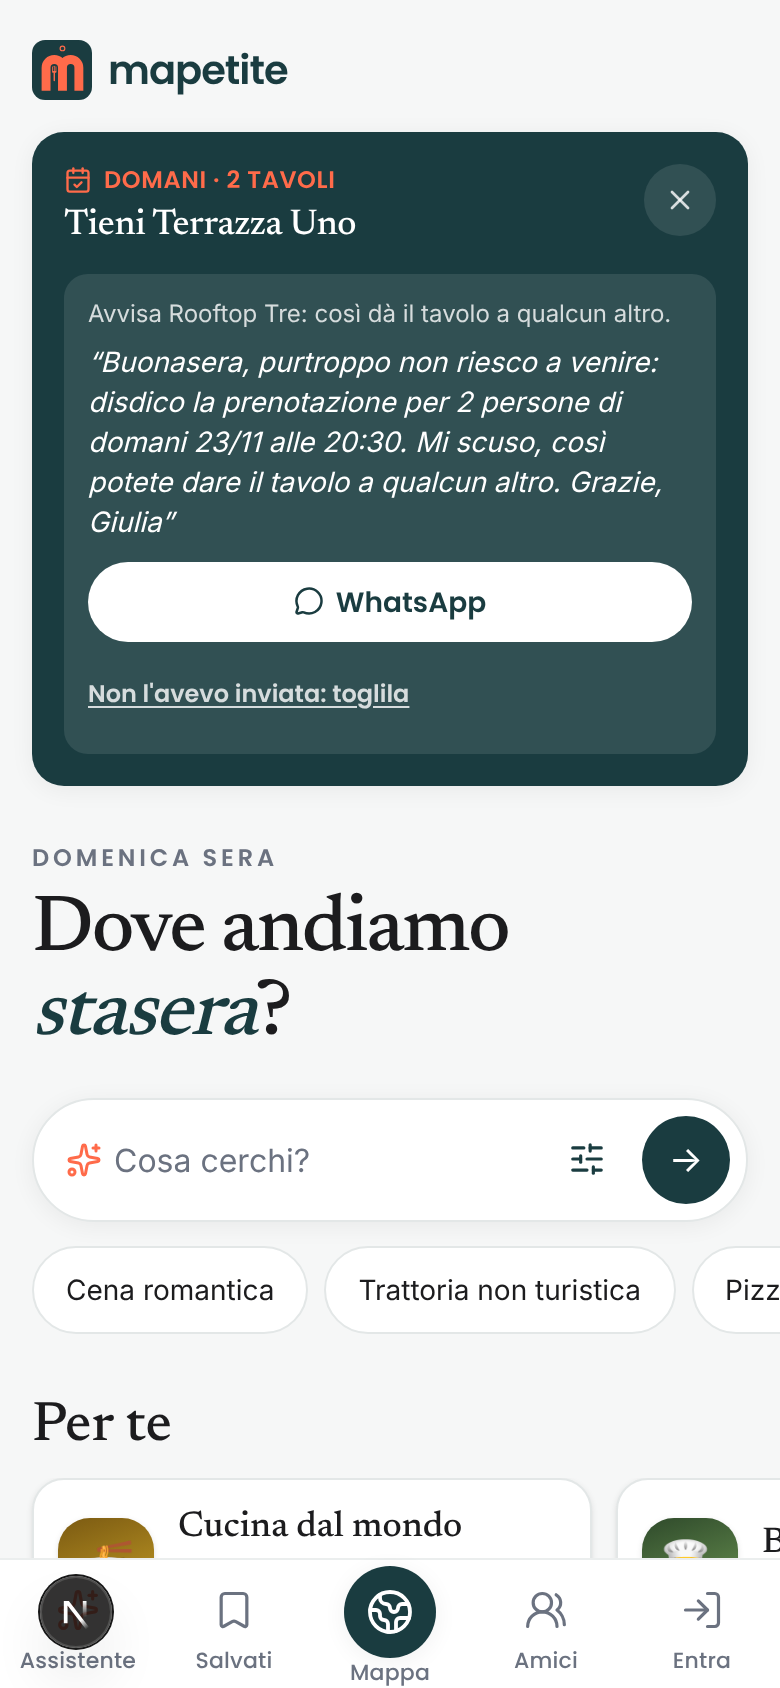 mapetite
DOMANI · 2 TAVOLI
Tieni Terrazza Uno
Avvisa Rooftop Tre: così dà il tavolo a qualcun altro.
“Buonasera, purtroppo non riesco a venire:
disdico la prenotazione per 2 persone di
domani 23/11 alle 20:30. Mi scuso, così
potete dare il tavolo a qualcun altro. Grazie,
Giulia”
WhatsApp
Non l'avevo inviata: toglila
DOMENICA SERA
Dove andiamo
stasera?
Cosa cerchi?
Cena romantica
Trattoria non turistica
Pizz
Per te
Cucina dal mondo
B
N
Assistente
Salvati
Mappa
Amici
Entra